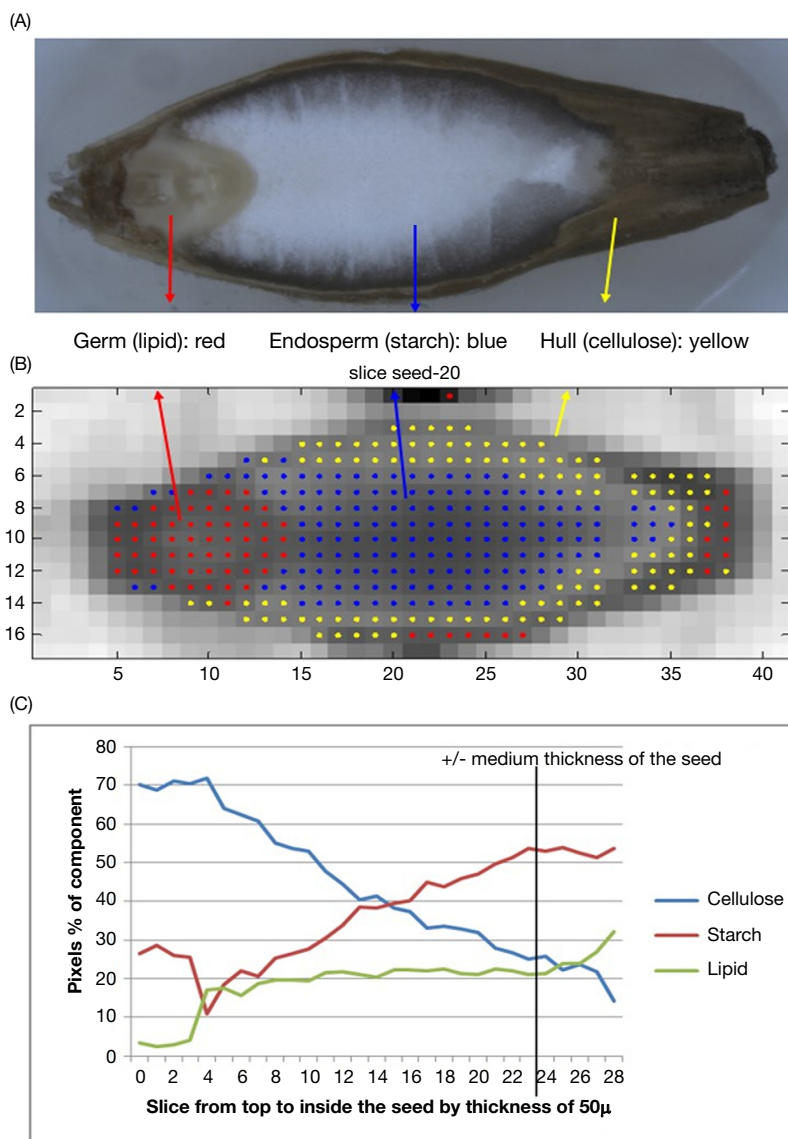 (A)
Germ (lipid): red Endosperm (starch): blue Hull (cellulose): yellow
(B)
slice seed-20
2
4
6
8
10
12
14
16
5 10 15 20 25 30 35 40
(C)
80
70
60
50
40
30
20
10
0
Pixels % of component
+/- medium thickness of the seed
Cellulose
Starch
Lipid
0 2 4 6 8 10 12 14 16 18 20 22 24 26 28
Slice from top to inside the seed by thickness of 50μ